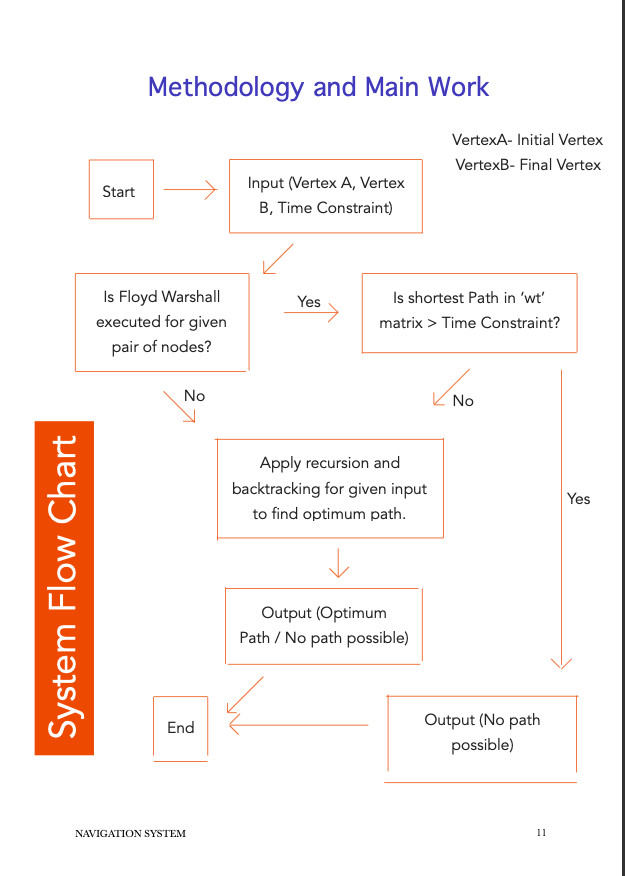 Methodology and Main Work
VertexA- Initial Vertex
VertexB- Final Vertex
Start
Input (Vertex A, Vertex
B, Time Constraint)
Is Floyd Warshall
executed for given
pair of nodes?
Yes
Is shortest Path in ‘wt’
matrix > Time Constraint?
No
No
Apply recursion and
backtracking for given input
to find optimum path.
Yes
Output (Optimum
Path / No path possible)
End
Output (No path
possible)
System Flow Chart
NAVIGATION SYSTEM
11